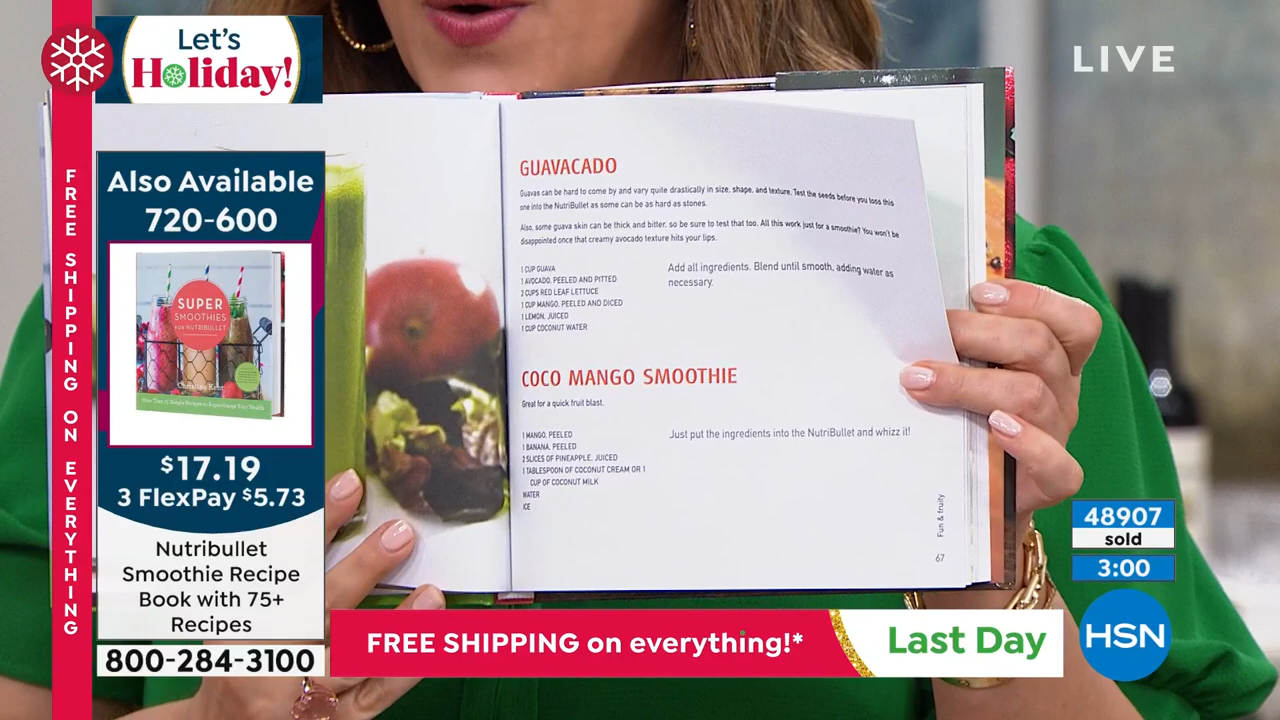 Let's
Holiday!
LIVE
FREE SHIPPING ON EVERYTHING
Also Available
720-600
SUPER
SMOOTHIES
FOR NUTRIBULLET
$17.19
3 FlexPay $5.73
Nutribullet
Smoothie Recipe
Book with 75+
Recipes
800-284-3100
GUAVACADO
Guavas can be hard to come by and vary quite drastically in size, shape, and texture. Test the seeds before you toss this
one into the NutriBullet as some can be as hard as stones.
Also, some guava skin can be thick and bitter, so be sure to test that too. All this work just for a smoothie? You won't be
disappointed once that creamy avocado texture hits your lips.
1 CUP GUAVA
1 AVOCADO, PEELED AND PITTED
2 CUPS RED LEAF LETTUCE
1 CUP MANGO, PEELED AND DICED
1 LEMON, JUICED
1 CUP COCONUT WATER
Add all ingredients. Blend until smooth, adding water as
necessary.
COCO MANGO SMOOTHIE
Great for a quick fruit blast.
1 MANGO, PEELED
1 BANANA, PEELED
2 SLICES OF PINEAPPLE, JUICED
1 TABLESPOON OF COCONUT CREAM OR 1
CUP OF COCONUT MILK
WATER
ICE
Just put the ingredients into the NutriBullet and whizz it!
Fun & fruity
67
48907
sold
3:00
HSN
FREE SHIPPING on everything!*
Last Day